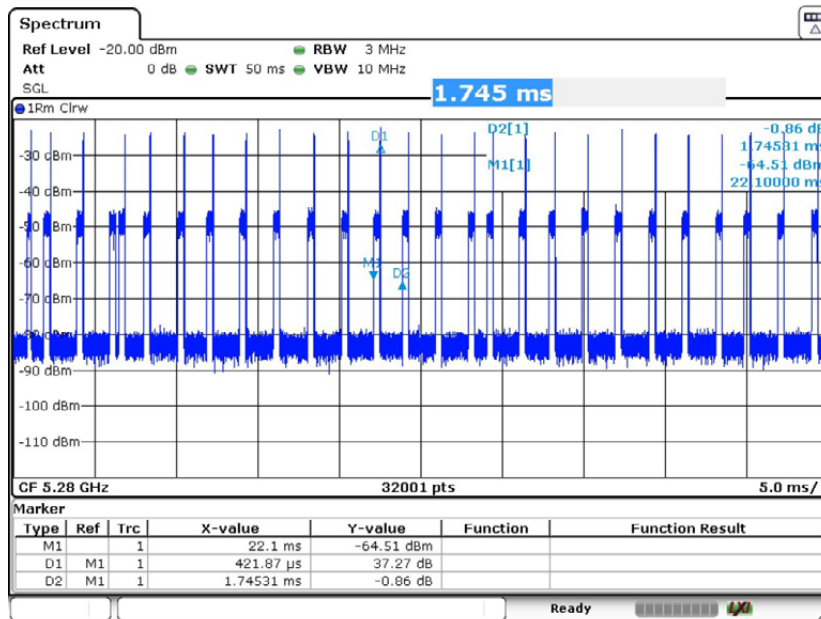 Spectrum
Ref Level -20.00 dBm RBW 3 MHz
Att 0 dB SWT 50 ms VBW 10 MHz
SGL
1.745 ms
1Rm Clrw
D1
D2[1] -0.86 dB
1.74531 ms
M1[1] -64.51 dBm
22.10000 ms
-30 dBm
-40 dBm
-50 dBm
-60 dBm
M1
D2
-70 dBm
-80 dBm
-90 dBm
-100 dBm
-110 dBm
CF 5.28 GHz 32001 pts 5.0 ms/
Marker
Type Ref Trc X-value Y-value Function Function Result
M1 1 22.1 ms -64.51 dBm
D1 M1 1 421.87 µs 37.27 dB
D2 M1 1 1.74531 ms -0.86 dB
Ready LXI